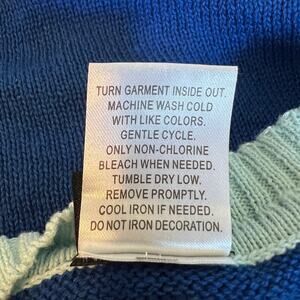 TURN GARMENT INSIDE OUT.
MACHINE WASH COLD
WITH LIKE COLORS.
GENTLE CYCLE.
ONLY NON-CHLORINE
BLEACH WHEN NEEDED.
TUMBLE DRY LOW.
REMOVE PROMPTLY.
COOL IRON IF NEEDED.
DO NOT IRON DECORATION.